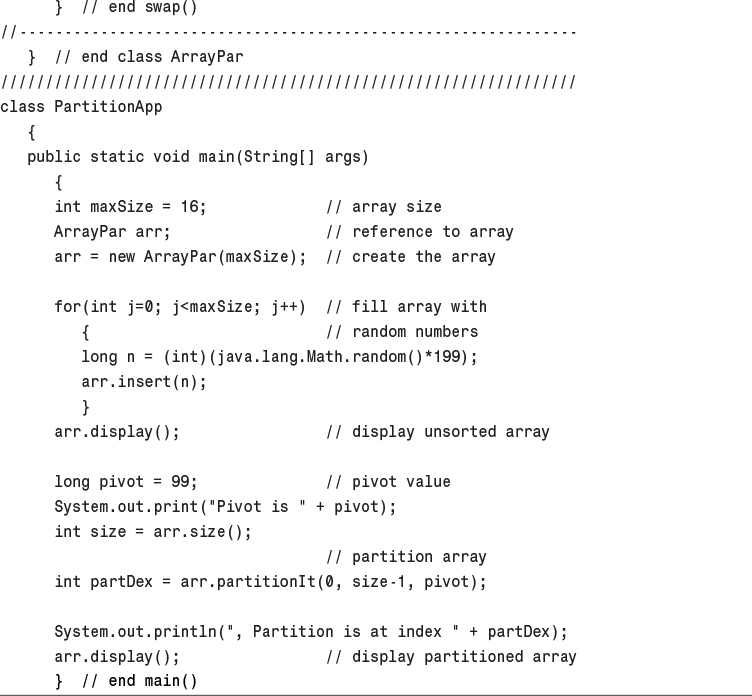 }  // end swap()
//--------------------------------------------------------------
   }  // end class ArrayPar
////////////////////////////////////////////////////////////////
class PartitionApp
   {
   public static void main(String[] args)
      {
      int maxSize = 16;             // array size
      ArrayPar arr;                 // reference to array
      arr = new ArrayPar(maxSize);  // create the array

      for(int j=0; j<maxSize; j++)  // fill array with
         {                          // random numbers
         long n = (int)(java.lang.Math.random()*199);
         arr.insert(n);
         }
      arr.display();                // display unsorted array

      long pivot = 99;              // pivot value
      System.out.print("Pivot is " + pivot);
      int size = arr.size();
                                    // partition array
      int partDex = arr.partitionIt(0, size-1, pivot);

      System.out.println(", Partition is at index " + partDex);
      arr.display();                // display partitioned array
      }  // end main()